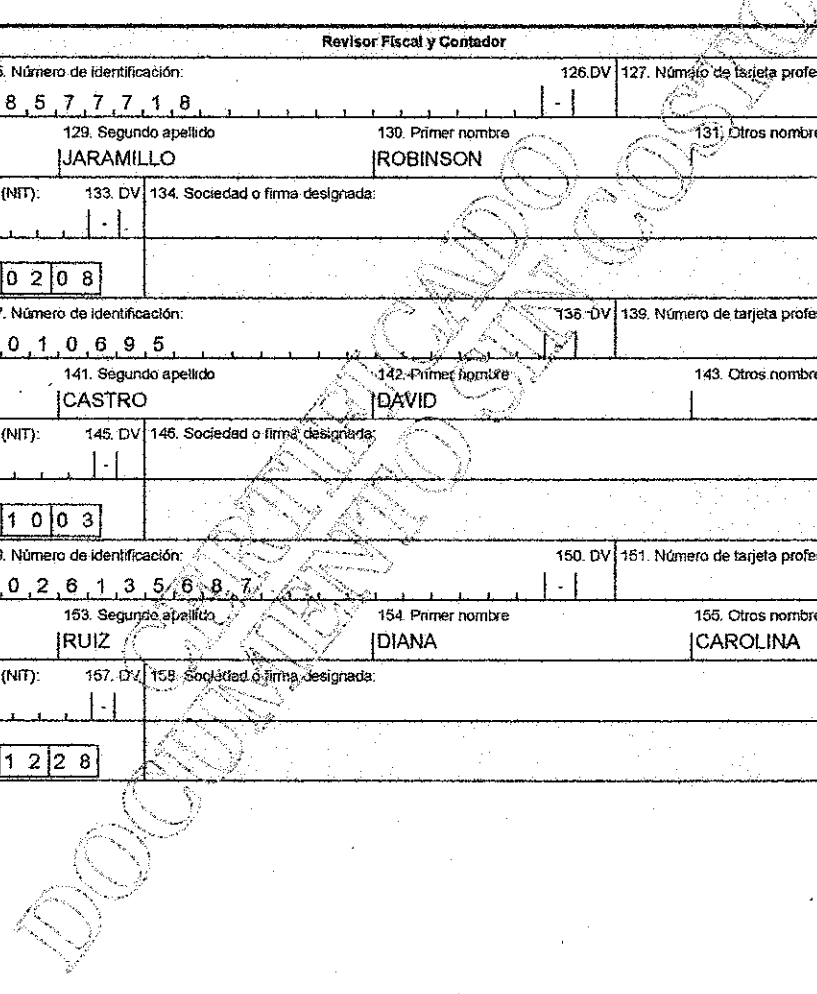 Revisor Fiscal y Contador
. Número de identificación: 126.DV 127. Número de tarjeta profe
8 5 7 7 7 1 8 -
129. Segundo apellido 130. Primer nombre 131. Otros nombre
JARAMILLO ROBINSON
(NIT): 133. DV 134. Sociedad o firma designada:
-
0 2 0 8
. Número de identificación: 138. DV 139. Número de tarjeta profe
0 1 0 6 9 5 -
141. Segundo apellido 142. Primer nombre 143. Otros nombre
CASTRO DAVID
(NIT): 145. DV 146. Sociedad o firma designada:
-
1 0 0 3
. Número de identificación: 150. DV 151. Número de tarjeta profe
0 2 6 1 3 5 6 8 7 -
153. Segundo apellido 154. Primer nombre 155. Otros nombre
RUIZ DIANA CAROLINA
(NIT): 157. DV 158. Sociedad o firma designada:
-
1 2 2 8
CERTIFICADO
DOCUMENTO SIN COSTO